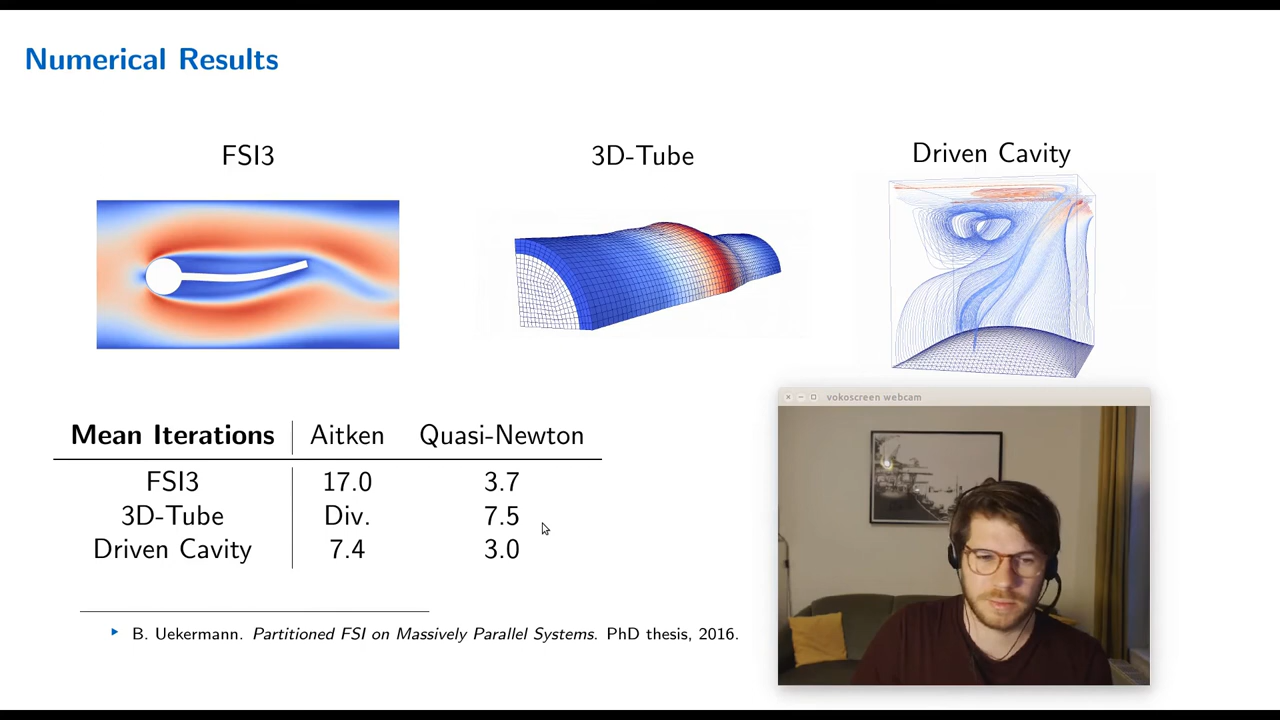 Numerical Results
FSI3
3D-Tube
Driven Cavity
Mean Iterations Aitken Quasi-Newton
FSI3 17.0 3.7
3D-Tube Div. 7.5
Driven Cavity 7.4 3.0
B. Uekermann. Partitioned FSI on Massively Parallel Systems. PhD thesis, 2016.
vokoscreen webcam